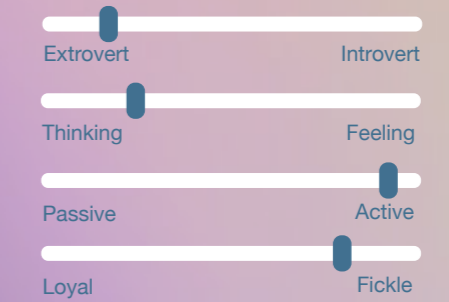 Extrovert Introvert
Thinking Feeling
Passive Active
Loyal Fickle